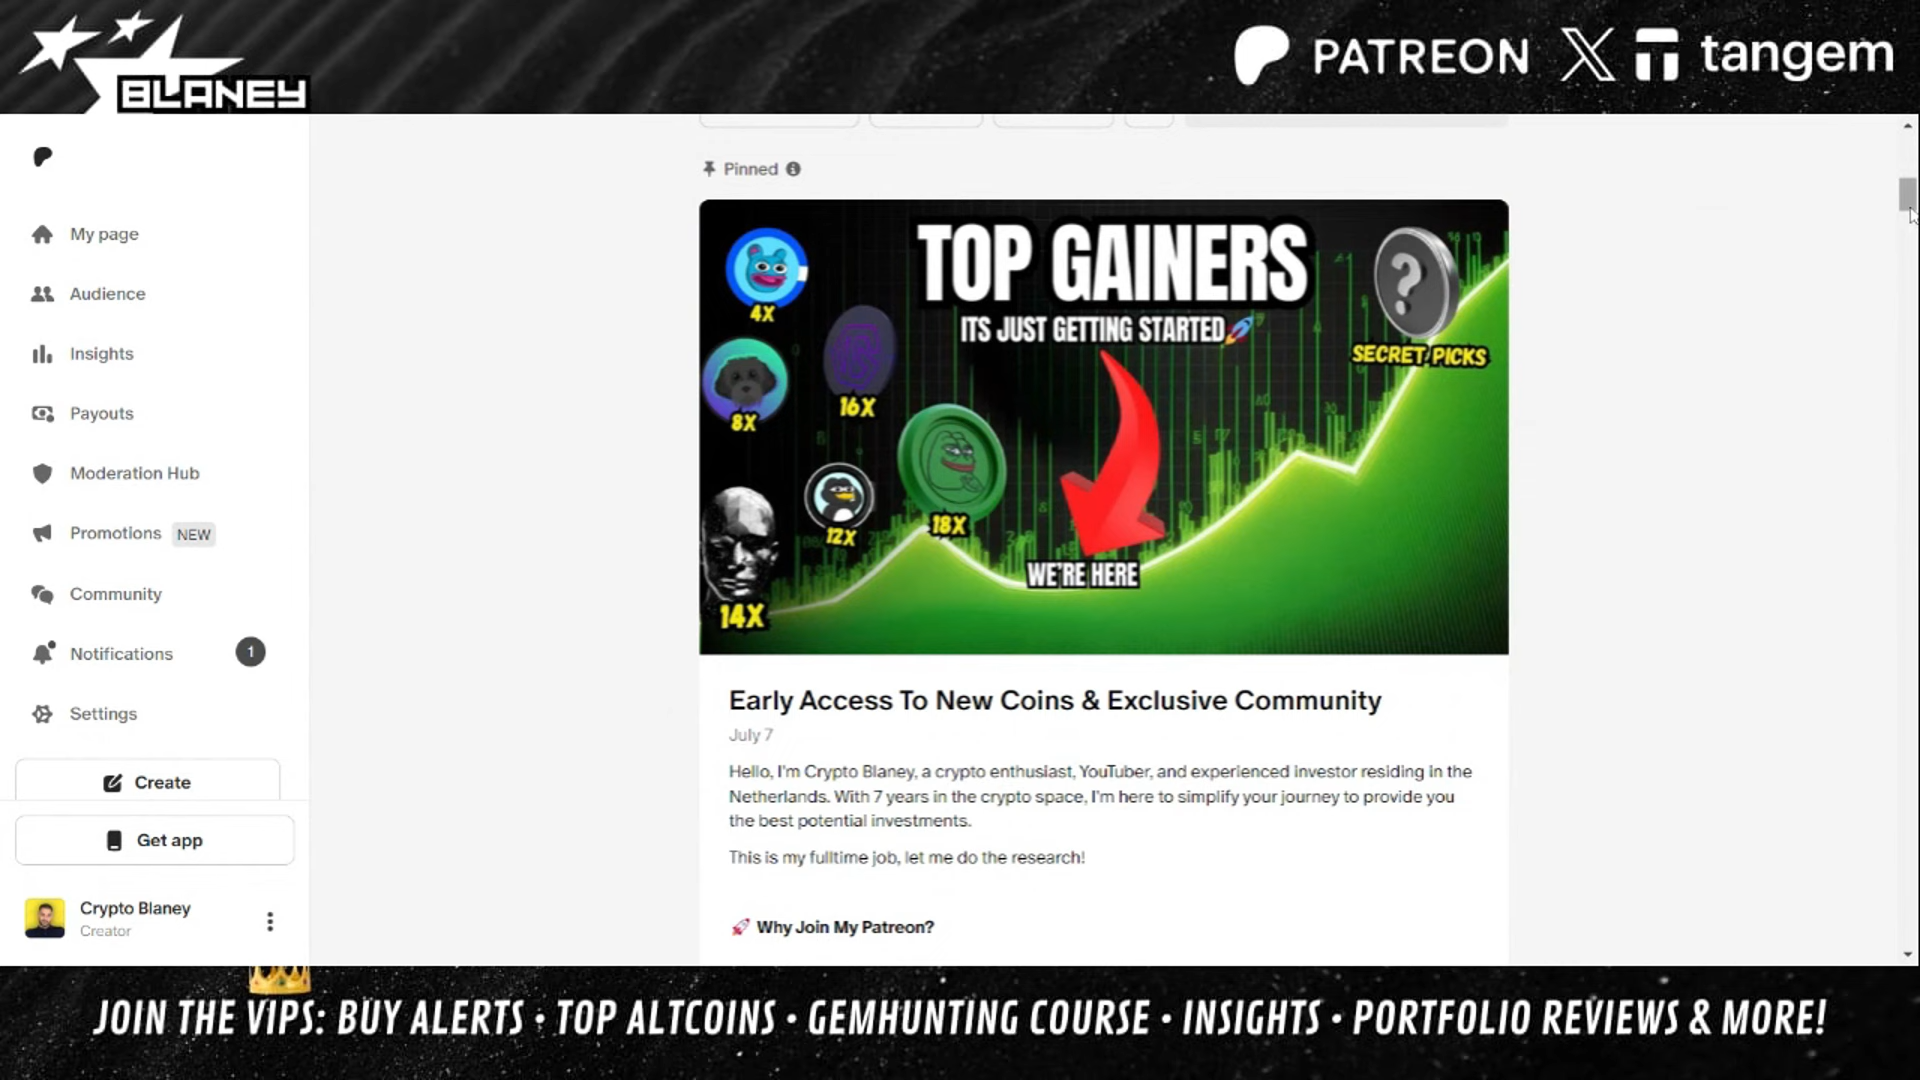 BLANEY
PATREON
tangem
My page
Audience
Insights
Payouts
Moderation Hub
Promotions NEW
Community
Notifications 1
Settings
Create
Get app
Crypto Blaney
Creator
Pinned
TOP GAINERS
ITS JUST GETTING STARTED🚀
4X
8X
16X
12X
18X
14X
SECRET PICKS
WE'RE HERE
Early Access To New Coins & Exclusive Community
July 7
Hello, I'm Crypto Blaney, a crypto enthusiast, YouTuber, and experienced investor residing in the
Netherlands. With 7 years in the crypto space, I'm here to simplify your journey to provide you
the best potential investments.
This is my fulltime job, let me do the research!
🚀 Why Join My Patreon?
JOIN THE VIPS: BUY ALERTS • TOP ALTCOINS • GEMHUNTING COURSE • INSIGHTS • PORTFOLIO REVIEWS & MORE!